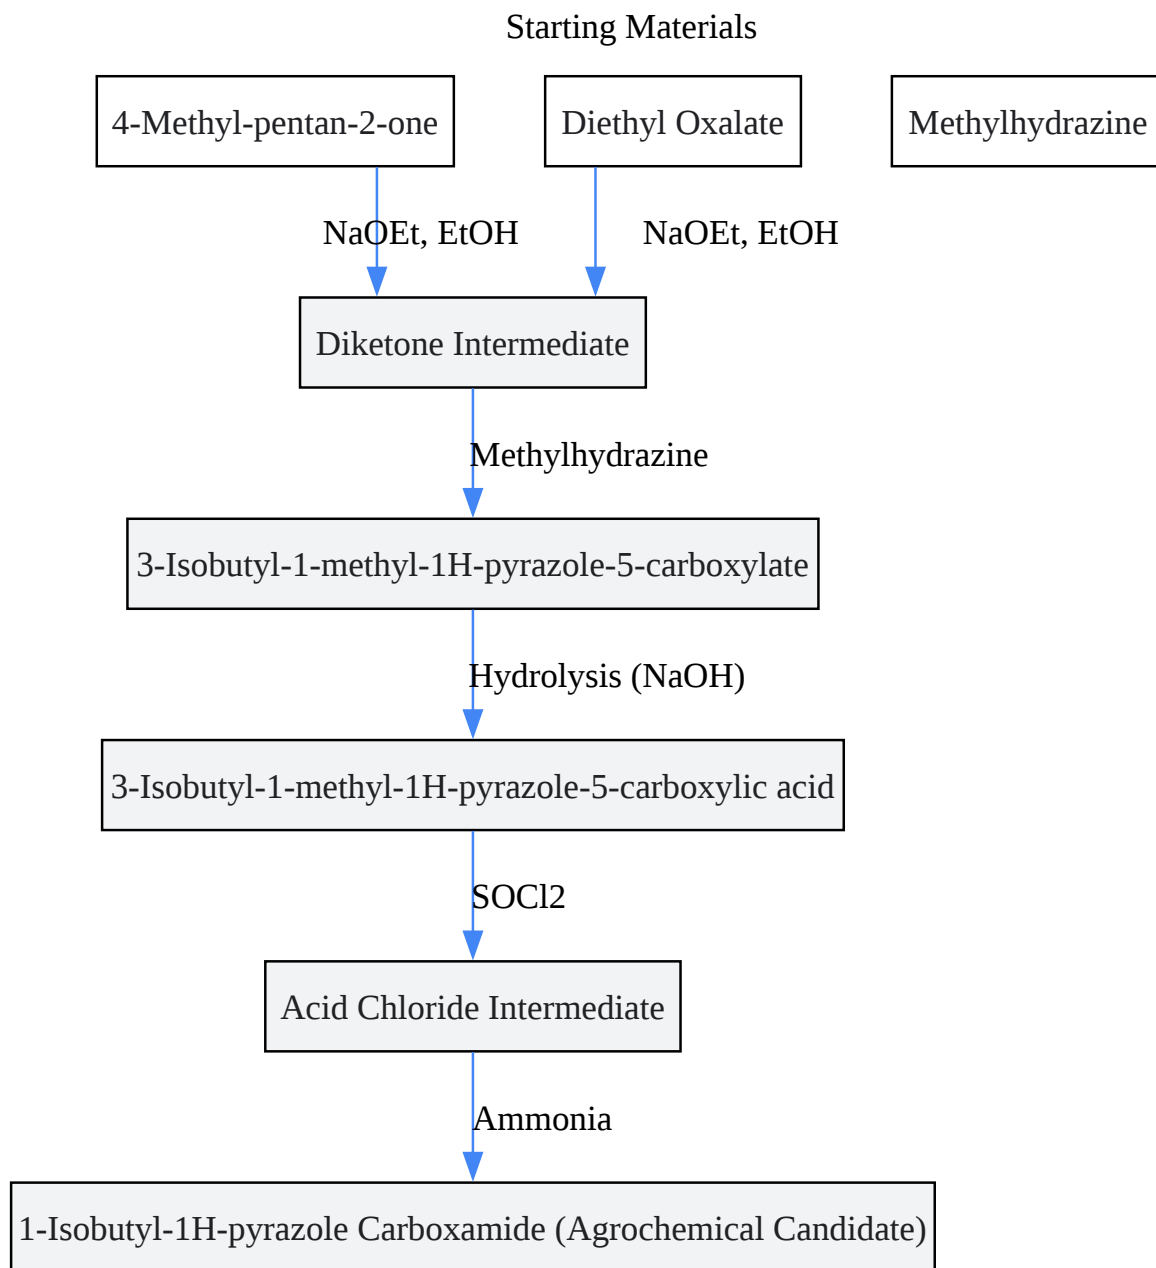 Starting Materials
4-Methyl-pentan-2-one
Diethyl Oxalate
Methylhydrazine
NaOEt, EtOH
NaOEt, EtOH
Diketone Intermediate
Methylhydrazine
3-Isobutyl-1-methyl-1H-pyrazole-5-carboxylate
Hydrolysis (NaOH)
3-Isobutyl-1-methyl-1H-pyrazole-5-carboxylic acid
SOCl2
Acid Chloride Intermediate
Ammonia
1-Isobutyl-1H-pyrazole Carboxamide (Agrochemical Candidate)